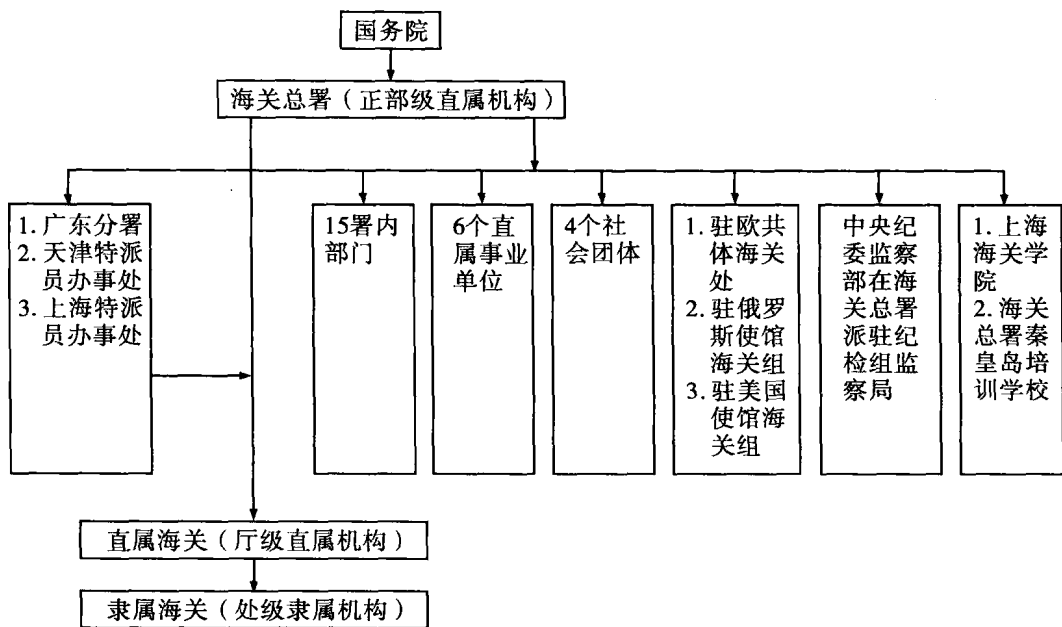 国务院
海关总署（正部级直属机构）
1. 广东分署
2. 天津特派
员办事处
3. 上海特派
员办事处
15署内
部门
6个直
属事业
单位
4个社
会团体
1. 驻欧共
体海关
处
2. 驻俄罗
斯使馆
海关组
3. 驻美国
使馆海
关组
中央纪
委监察
部在海
关总署
派驻纪
检组监
察局
1. 上海
海关学
院
2. 海关
总署秦
皇岛培
训学校
直属海关（厅级直属机构）
隶属海关（处级隶属机构）